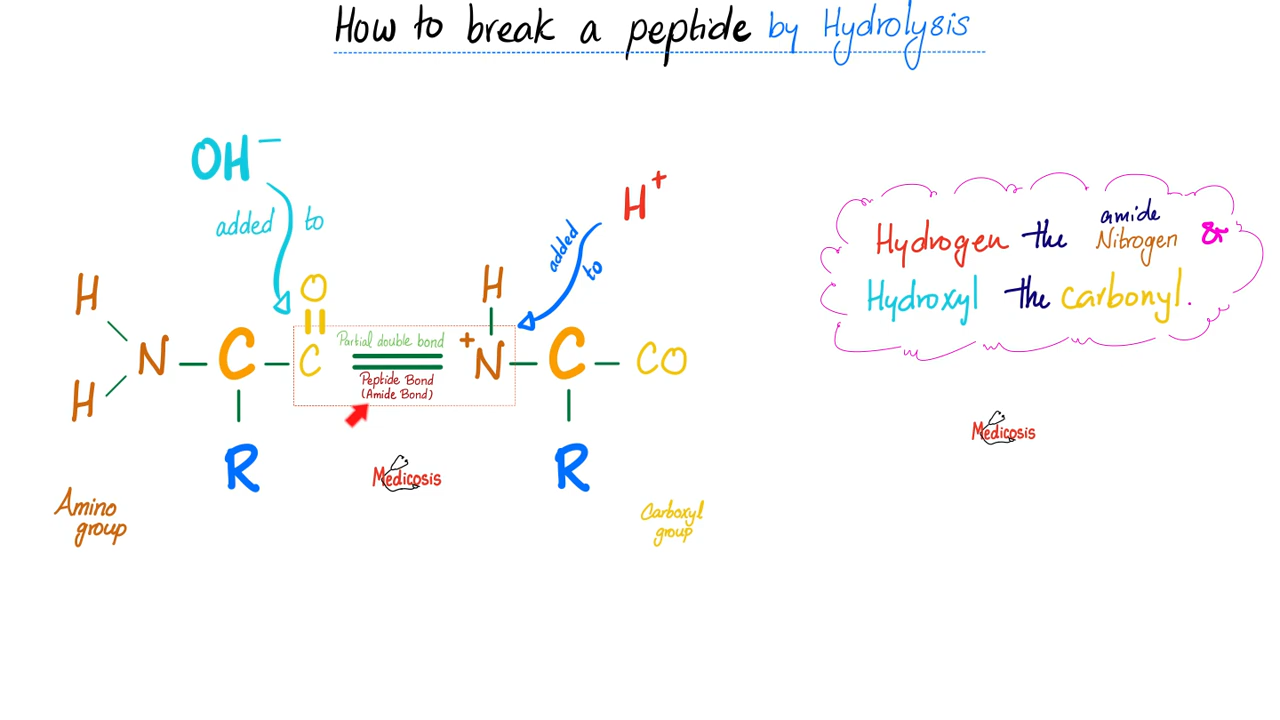 How to break a peptide by Hydrolysis
OH⁻
added to
H⁺
added
to
Hydrogen the amide Nitrogen &
Hydroxyl the carbonyl.
H
O
H
N
C
C
Partial double bond
Peptide Bond
(Amide Bond)
+N
C
CO
H
R
R
Medicosis
Medicosis
Amino
group
Carboxyl
group